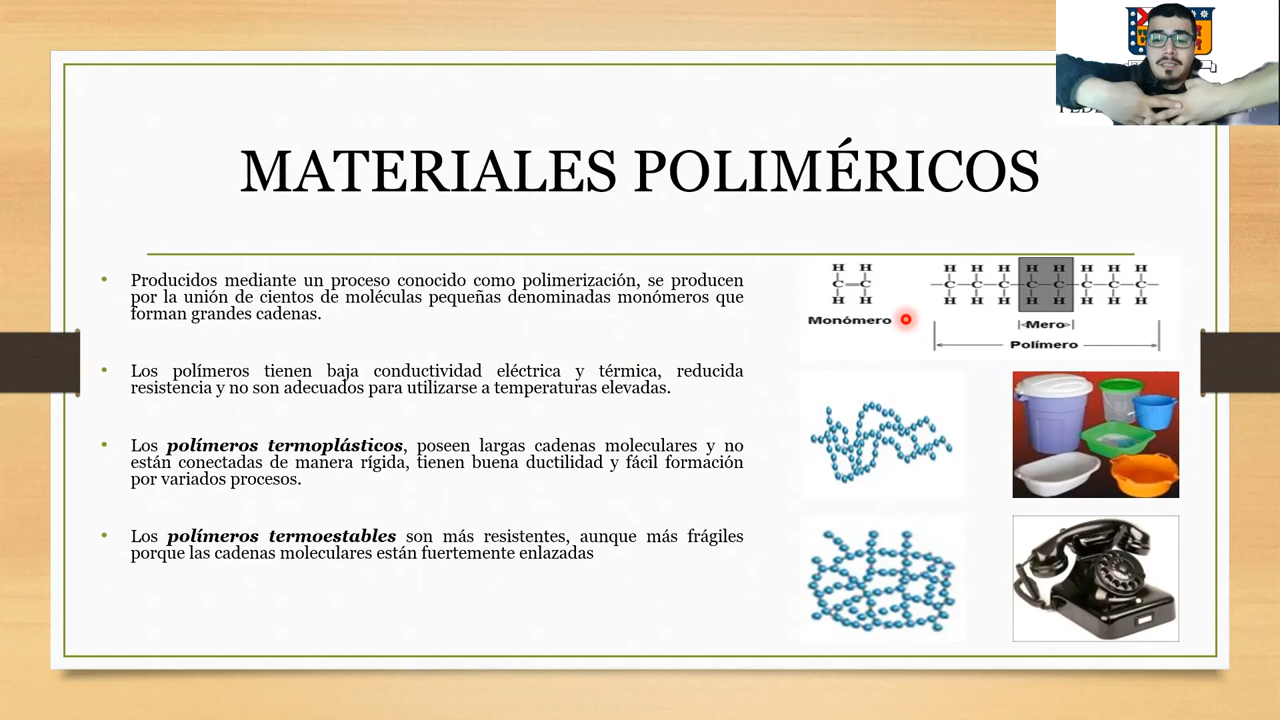 MATERIALES POLIMÉRICOS
• Producidos mediante un proceso conocido como polimerización, se producen
por la unión de cientos de moléculas pequeñas denominadas monómeros que
forman grandes cadenas.
• Los polímeros tienen baja conductividad eléctrica y térmica, reducida
resistencia y no son adecuados para utilizarse a temperaturas elevadas.
• Los polímeros termoplásticos, poseen largas cadenas moleculares y no
están conectadas de manera rígida, tienen buena ductilidad y fácil formación
por variados procesos.
• Los polímeros termoestables son más resistentes, aunque más frágiles
porque las cadenas moleculares están fuertemente enlazadas
H H
C=C
H H
Monómero
H H H H H H H H
C C C C C C C C
H H H H H H H H
Mero
Polímero